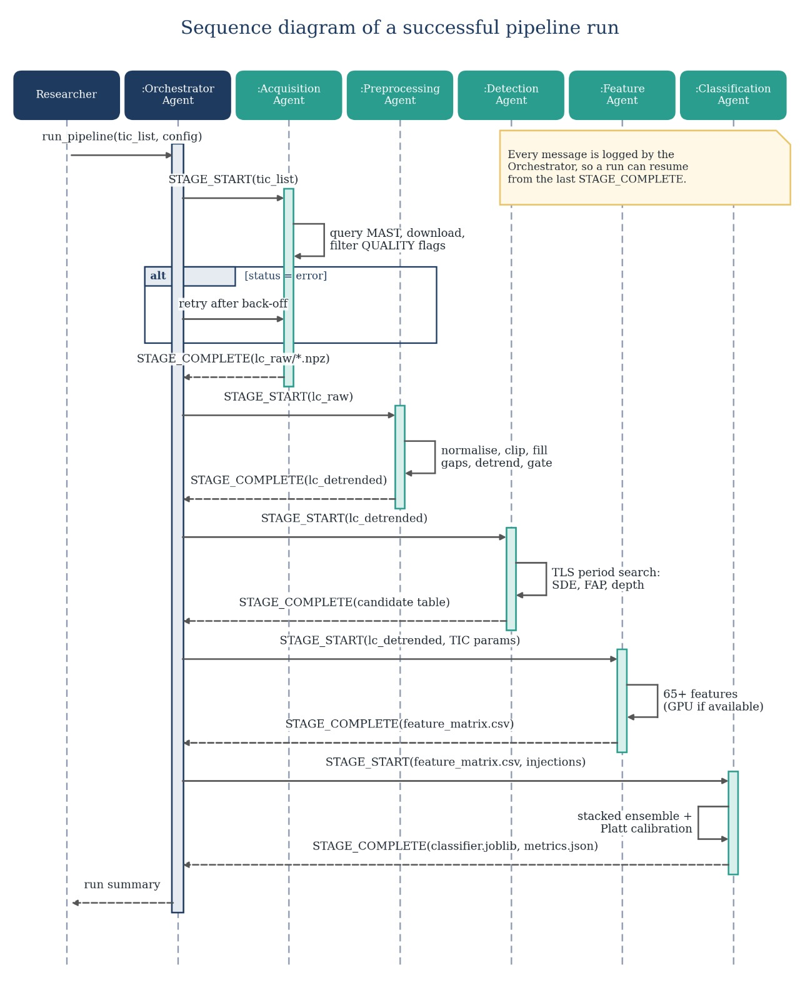 Sequence diagram of a successful pipeline run
Researcher
:Orchestrator
Agent
:Acquisition
Agent
:Preprocessing
Agent
:Detection
Agent
:Feature
Agent
:Classification
Agent
run_pipeline(tic_list, config)
Every message is logged by the
Orchestrator, so a run can resume
from the last STAGE_COMPLETE.
STAGE_START(tic_list)
query MAST, download,
filter QUALITY flags
alt
[status = error]
retry after back-off
STAGE_COMPLETE(lc_raw/*.npz)
STAGE_START(lc_raw)
normalise, clip, fill
gaps, detrend, gate
STAGE_COMPLETE(lc_detrended)
STAGE_START(lc_detrended)
TLS period search:
SDE, FAP, depth
STAGE_COMPLETE(candidate table)
STAGE_START(lc_detrended, TIC params)
65+ features
(GPU if available)
STAGE_COMPLETE(feature_matrix.csv)
STAGE_START(feature_matrix.csv, injections)
stacked ensemble +
Platt calibration
STAGE_COMPLETE(classifier.joblib, metrics.json)
run summary